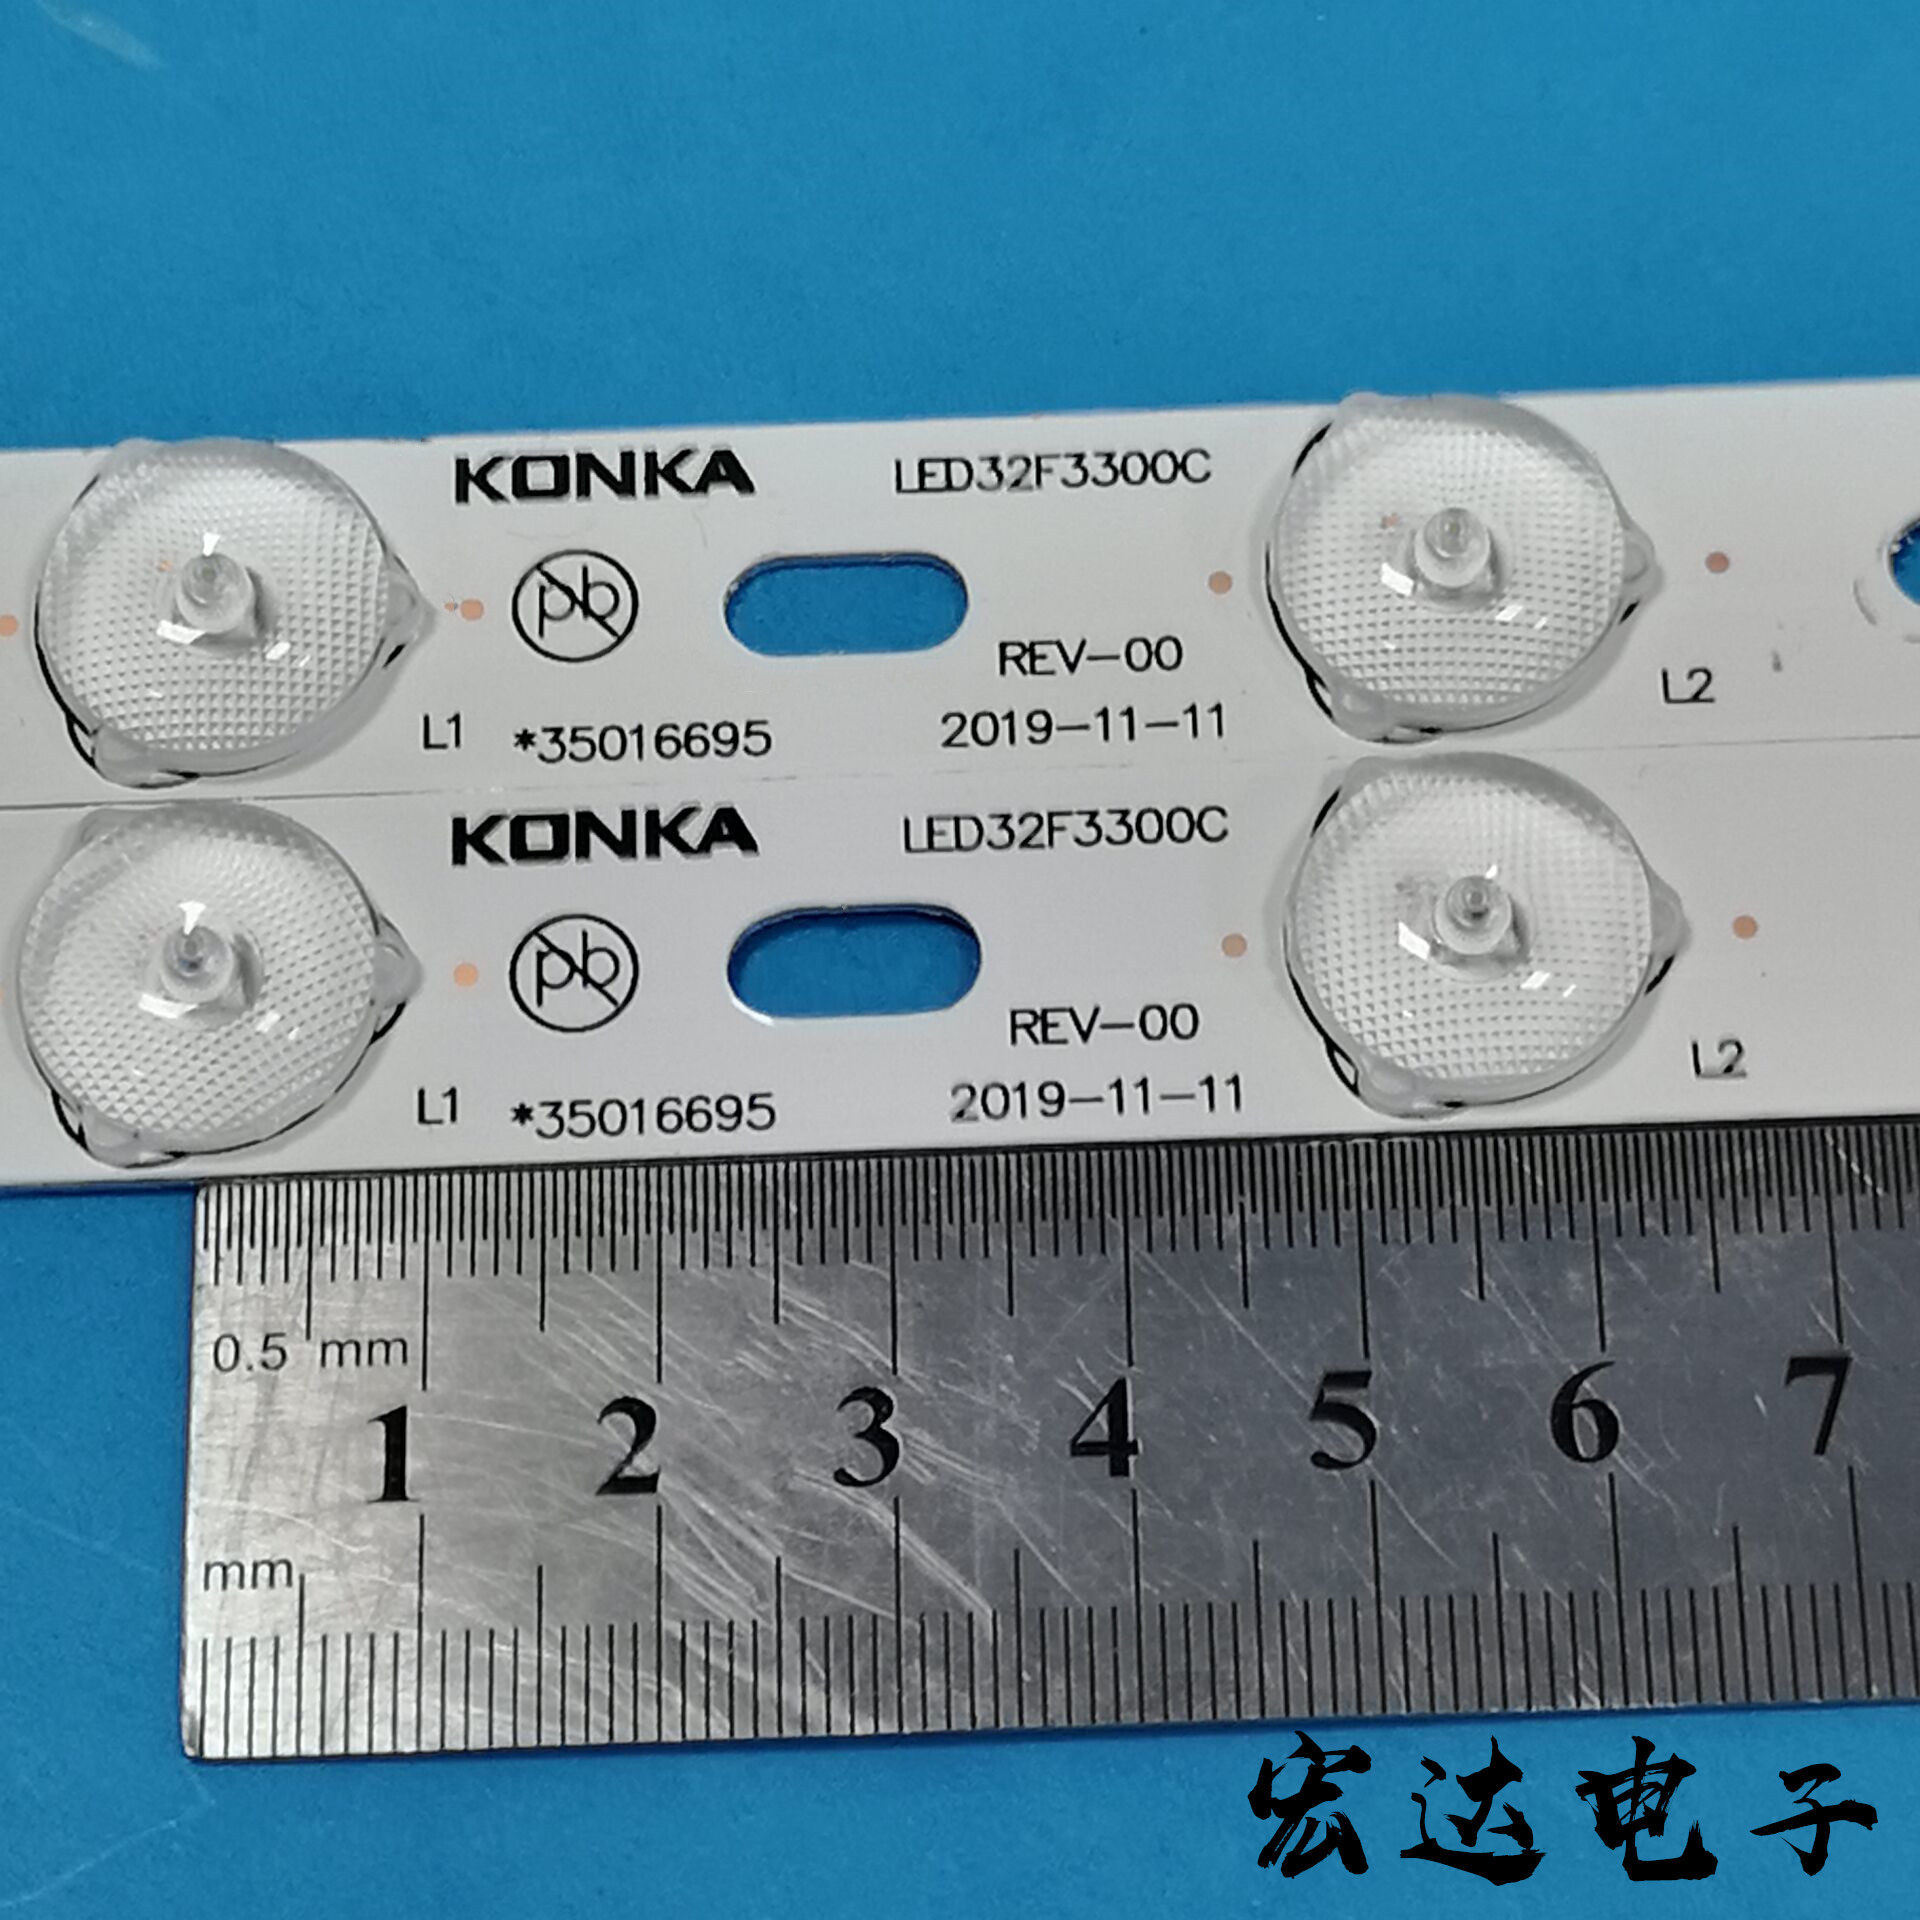 KONKA LED32F3300C
pb
REV-00
L1 *35016695 2019-11-11 L2
KONKA LED32F3300C
pb
REV-00
L1 *35016695 2019-11-11 L2
0.5 mm
1 2 3 4 5 6 7
mm
宏达电子